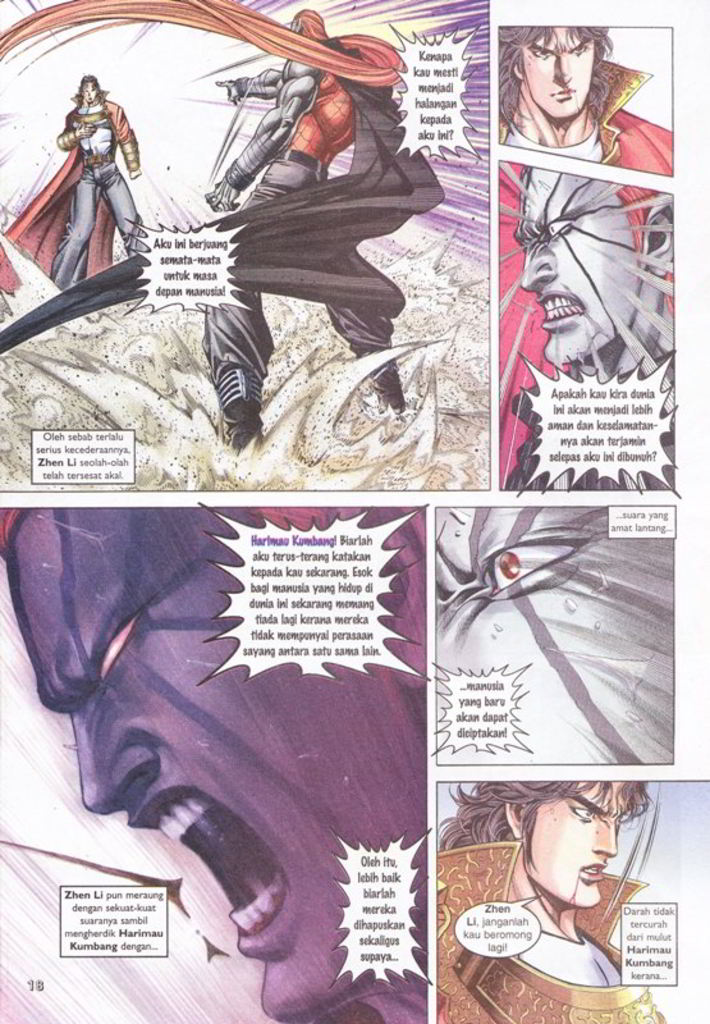 Kenapa
kau mesti
menjadi
halangan
kepada
aku ini?
Aku ini berjuang
semata-mata
untuk masa
depan manusia!
Oleh sebab terlalu
serius kecederaannya,
Zhen Li seolah-olah
telah tersesat akal.
Apakah kau kira dunia
ini akan menjadi lebih
aman dan keselamatan-
nya akan terjamin
selepas aku ini dibunuh?
Harimau Kumbang! Biarlah
aku terus-terang katakan
kepada kau sekarang. Esok
bagi manusia yang hidup di
dunia ini sekarang memang
tiada lagi kerana mereka
tidak mempunyai perasaan
sayang antara satu sama lain.
Oleh itu,
lebih baik
biarlah
mereka
dihapuskan
sekaligus
supaya...
Zhen Li pun meraung
dengan sekuat-kuat
suaranya sambil
mengherdik Harimau
Kumbang dengan...
...suara yang
amat lantang...
...manusia
yang baru
akan dapat
diciptakan!
Zhen
Li, janganlah
kau beromong
lagi!
Darah tidak
tercurah
dari mulut
Harimau
Kumbang
kerana...
18